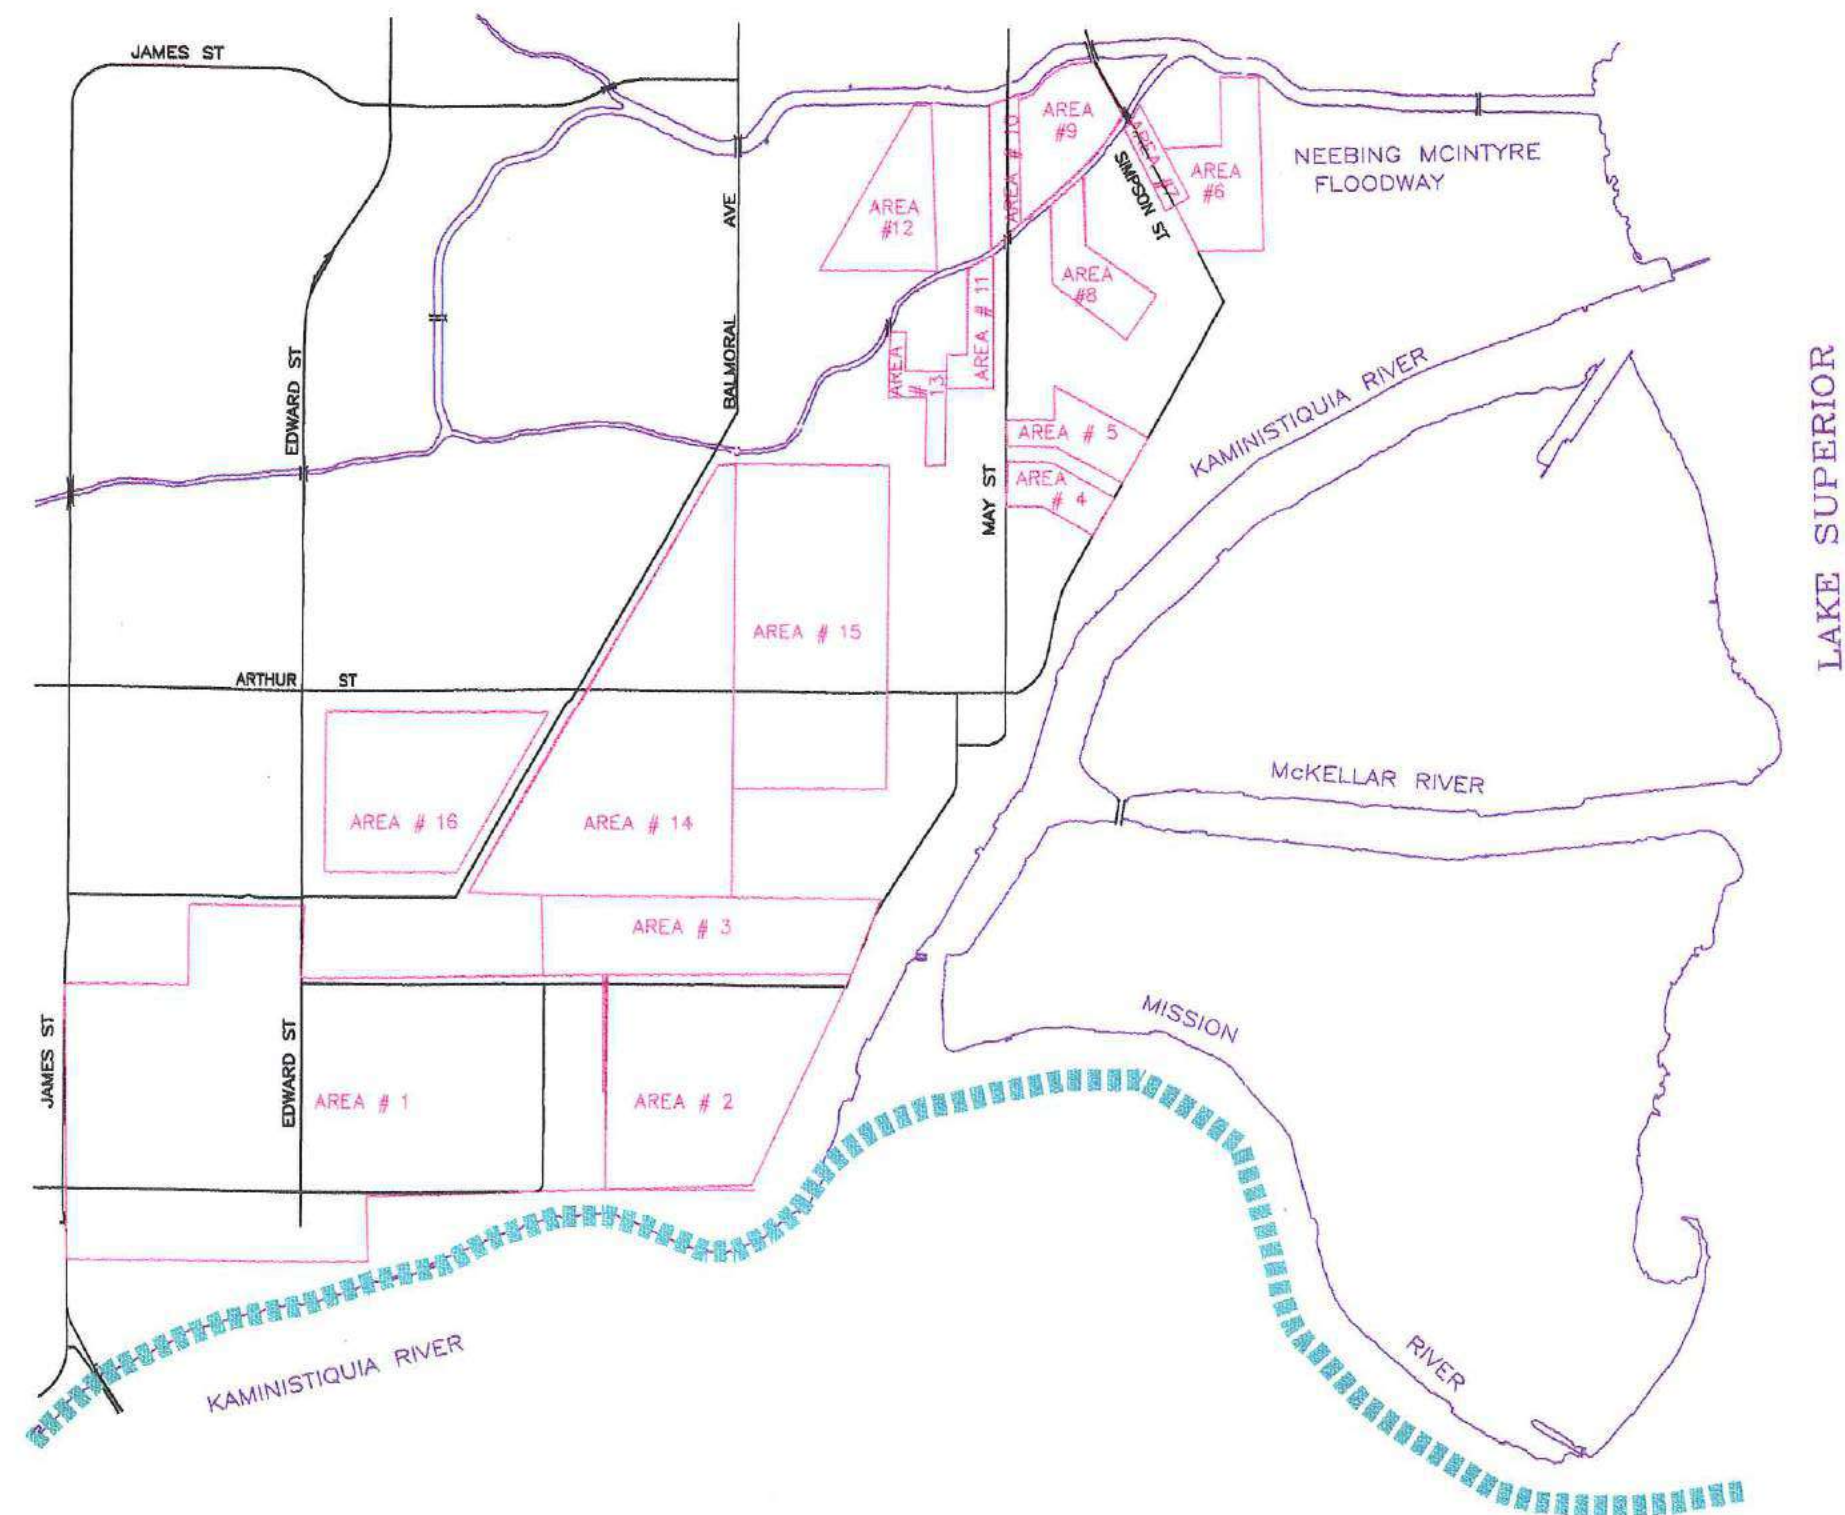 JAMES ST
NEEBING MCINTYRE
FLOODWAY
AREA
#9
AREA # 10
AREA #7
AREA
#6
SIMPSON ST
AREA
#12
BALMORAL AVE
AREA
#8
AREA # 11
AREA
# 13
EDWARD ST
AREA # 5
AREA
# 4
MAY ST
KAMINISTIQUIA RIVER
LAKE SUPERIOR
AREA # 15
ARTHUR ST
McKELLAR RIVER
AREA # 16
AREA # 14
AREA # 3
MISSION
RIVER
JAMES ST
EDWARD ST
AREA # 1
AREA # 2
KAMINISTIQUIA RIVER